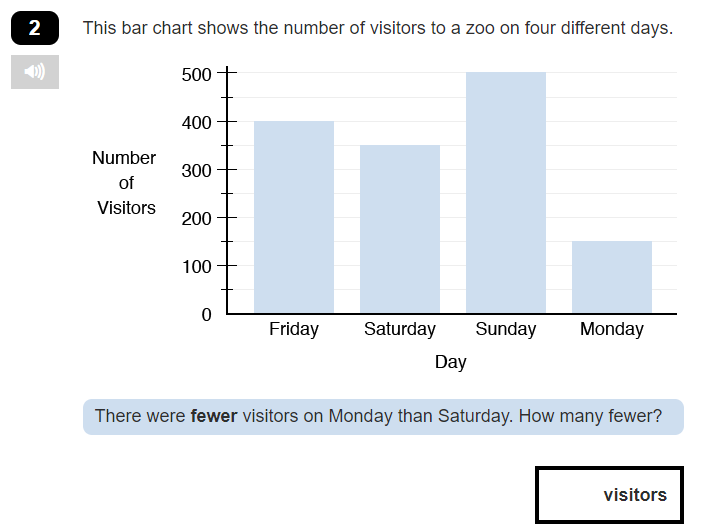 2
This bar chart shows the number of visitors to a zoo on four different days.
500
400
Number
of
Visitors
300
200
100
0
Friday Saturday Sunday Monday
Day
There were fewer visitors on Monday than Saturday. How many fewer?
visitors